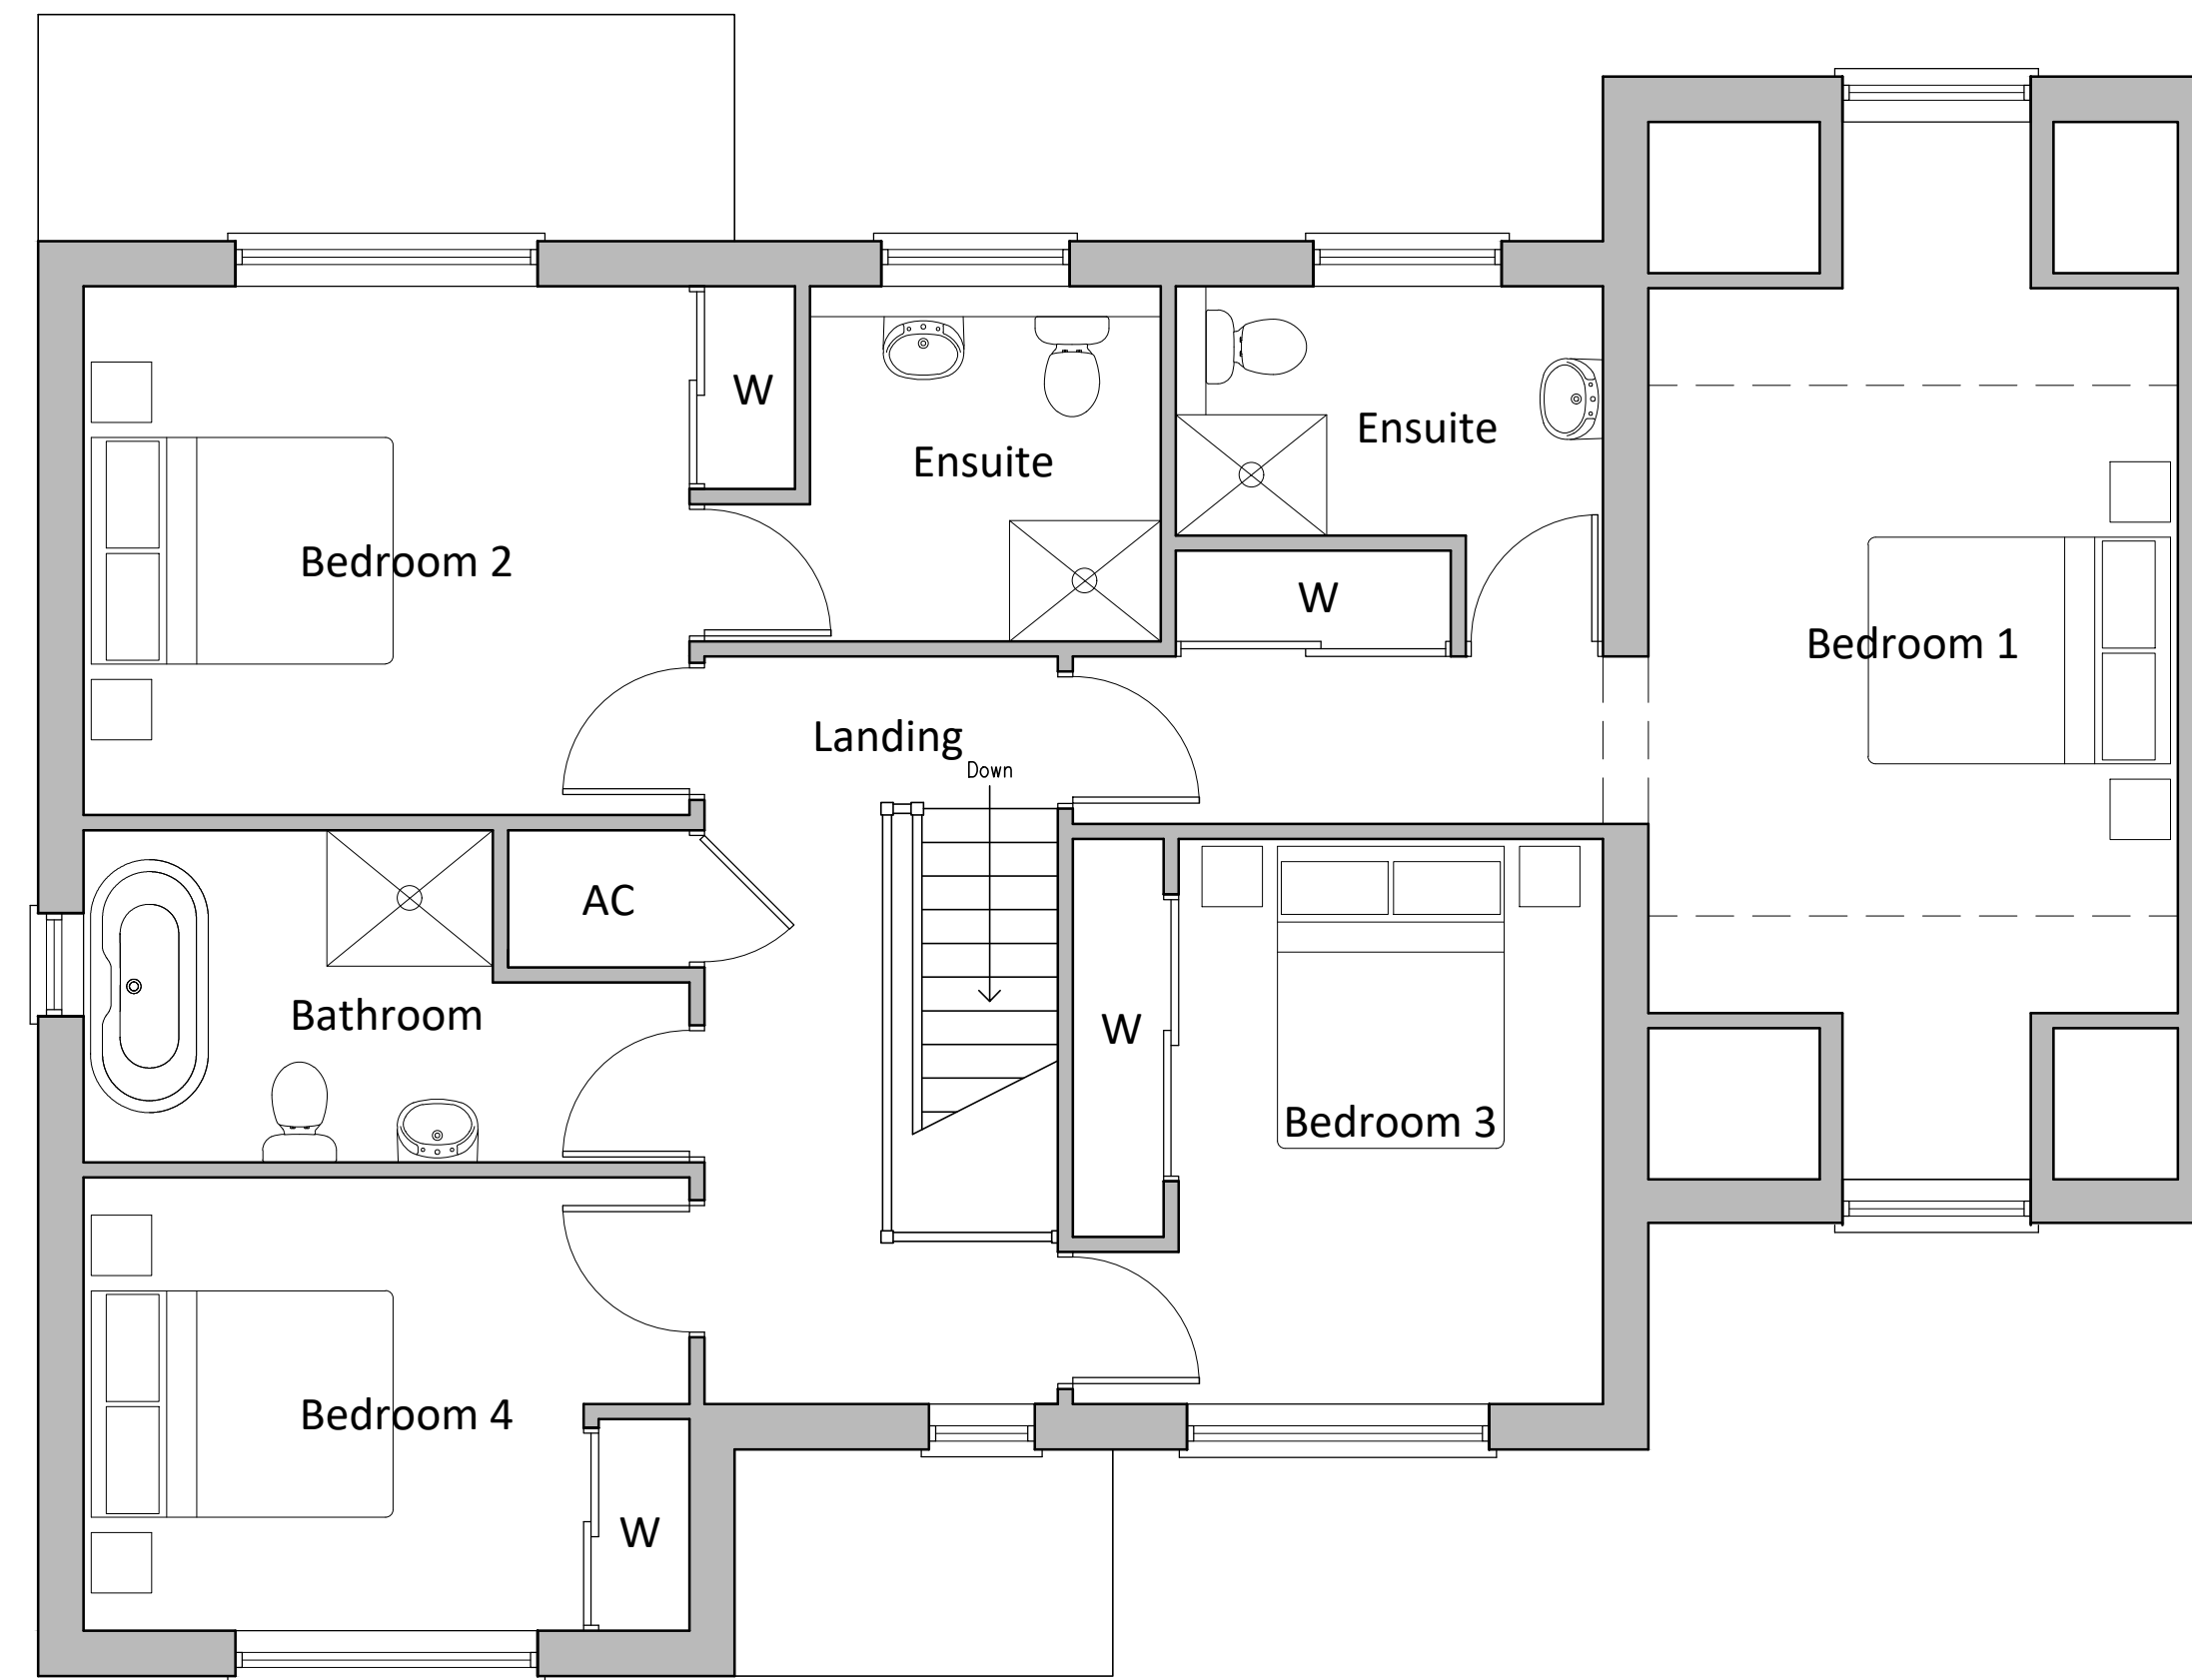 W
Ensuite
Ensuite
Bedroom 2
W
Bedroom 1
Landing
Down
AC
Bathroom
W
Bedroom 3
Bedroom 4
W